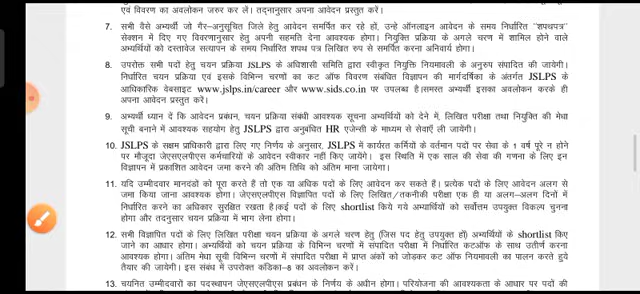 एवं विवरण का अवलोकन जरुर कर लें। तदनुसार अपना आवेदन प्रस्तुत करें।
7. सभी वैसे अभ्यर्थी जो गैर–अनुसूचित जिले हेतु आवेदन समर्पित कर रहे हों, उन्हे ऑनलाइन आवेदन के समय निर्धारित "शपथपत्र"
सेक्शन में दिए गए विवरणानुसार हेतु अपनी सहमति देना आवश्यक होगा। नियुक्ति प्रक्रिया के अगले चरण में शामिल होने वाले
अभ्यर्थियों को दस्तावेज सत्यापन के समय निर्धारित शपथ पत्र लिखित रुप से समर्पित करना अनिवार्य होगा।
8. उपरोक्त सभी पदों हेतु चयन प्रक्रिया JSLPS के अधिशासी समिति द्वारा स्वीकृत नियुक्ति नियमावली के अनुरुप संपादित की जायेगी।
निर्धारित चयन प्रक्रिया एवं इसके विभिन्न चरणों का कट ऑफ विवरण संबंधित विज्ञापन की मार्गदर्षिका के अंतर्गत JSLPS के
आधिकारिक वेबसाइट www.jslps.in/career और www.sids.co.in पर उपलब्ध है।समस्त अभ्यर्थी इसका अवलोकन करके ही
अपना आवेदन प्रस्तुत करें।
9. अभ्यर्थी ध्यान दें कि आवेदन प्रबंधन, चयन प्रक्रिया संबंधी आवश्यक सूचना अभ्यर्थियों को देने में, लिखित परीक्षा तथा नियुक्ति की मेधा
सूची बनाने में आवश्यक सहयोग हेतु JSLPS द्वारा अनुबंधित HR एजेन्सी के माध्यम से सेवाएँ ली जायेंगी।
10. JSLPS के सक्षम प्राधिकारी द्वारा लिए गए निर्णय के अनुसार, JSLPS में कार्यरत कर्मियों के वर्तमान पदों पर सेवा के 1 वर्ष पूरे न होने
पर मौजूदा जेएसएलपीएस कर्मचारियों के आवेदन स्वीकार नहीं किए जायेंगे। इस स्थिति में एक साल की सेवा की गणना के लिए इन
विज्ञापन में प्रकाशित आवेदन जमा करने की अंतिम तिथि को अंतिम माना जायेगा।
11. यदि उम्मीदवार मानदंडो को पूरा करते है तो एक या अधिक पदों के लिए आवेदन कर सकते हैं। प्रत्येक पदों के लिए आवेदन अलग से
जमा किया जाना आवश्यक होगा। जेएसएलपीएस विज्ञापित पदों के लिए लिखित/तकनीकी परीक्षा एक ही या अलग–अलग दिनों में
निर्धारित करने का अधिकार सुरक्षित रखता है।कई पदों के लिए shortlist किये गये अभ्यार्थियों को सर्वोत्तम उपयुक्त विकल्प चुनना
होगा और तदनुसार चयन प्रक्रिया में भाग लेना होगा।
12. सभी विज्ञापित पदों के लिए लिखित परीक्षा चयन प्रक्रिया के अगले चरण हेतु (जिस पद हेतु उपयुक्त हों) अभ्यर्थियों के shortlist किए
जाने का आधार होगा। अभ्यर्थियों को चयन प्रक्रिया के विभिन्न चरणों में संपादित परीक्षा में निर्धारित कटऑफ के साथ उतीर्ण करना
आवश्यक होगा। अंतिम मेधा सूची विभिन्न चरणों में संपादित परीक्षा में प्राप्त अंकों को जोडकर कट ऑफ नियमावली का पालन करते हुये
तैयार की जायेगी। इस संबंध में उपरोक्त कंडिका–8 का अवलोकन करें।
13. चयनित उम्मीदवारों का पदस्थापन जेएसएलपीएस प्रबंधन के निर्णय के अधीन होगा। परियोजना की आवश्यकता के आधार पर पदों की